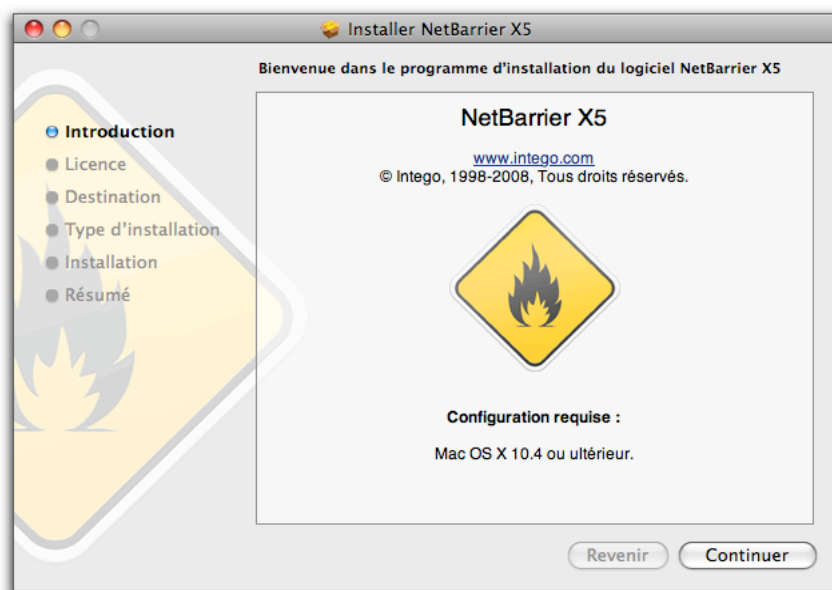 Installer NetBarrier X5
Bienvenue dans le programme d'installation du logiciel NetBarrier X5
Introduction
Licence
Destination
Type d'installation
Installation
Résumé
NetBarrier X5
www.intego.com
© Intego, 1998-2008, Tous droits réservés.
Configuration requise :
Mac OS X 10.4 ou ultérieur.
Revenir
Continuer